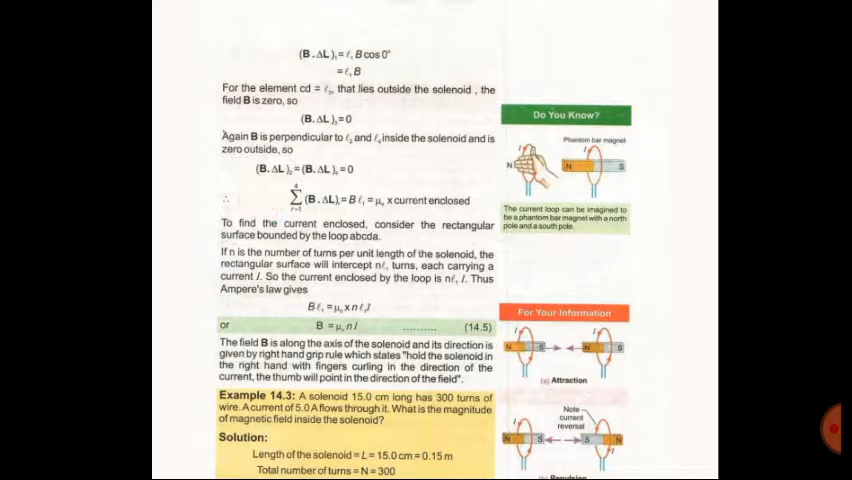 (B.ΔL)₁ = ℓ₁ B cos 0°
= ℓ₁ B
For the element cd = ℓ₃, that lies outside the solenoid , the
field B is zero, so
(B.ΔL)₃ = 0
Again B is perpendicular to ℓ₂ and ℓ₄ inside the solenoid and is
zero outside, so
(B.ΔL)₂ = (B.ΔL)₄ = 0
∴ 4 Σ r=1 (B.ΔL)ᵣ = B ℓ₁ = μ₀ x current enclosed
To find the current enclosed, consider the rectangular
surface bounded by the loop abcda.
If n is the number of turns per unit length of the solenoid, the
rectangular surface will intercept nℓ₁ turns, each carrying a
current I. So the current enclosed by the loop is nℓ₁ I. Thus
Ampere's law gives
B ℓ₁ = μ₀ x n ℓ₁ I
or B = μ₀ n I .......... (14.5)
The field B is along the axis of the solenoid and its direction is
given by right hand grip rule which states "hold the solenoid in
the right hand with fingers curling in the direction of the
current, the thumb will point in the direction of the field".
Example 14.3: A solenoid 15.0 cm long has 300 turns of
wire. A current of 5.0 A flows through it. What is the magnitude
of magnetic field inside the solenoid?
Solution:
Length of the solenoid = L = 15.0 cm = 0.15 m
Total number of turns = N = 300
Do You Know?
Phantom bar magnet
I I
N N S
The current loop can be imagined to
be a phantom bar magnet with a north
pole and a south pole.
For Your Information
I I
N S N S
(a) Attraction
Note
current
reversal
I
N S S N
I
(b) Repulsion